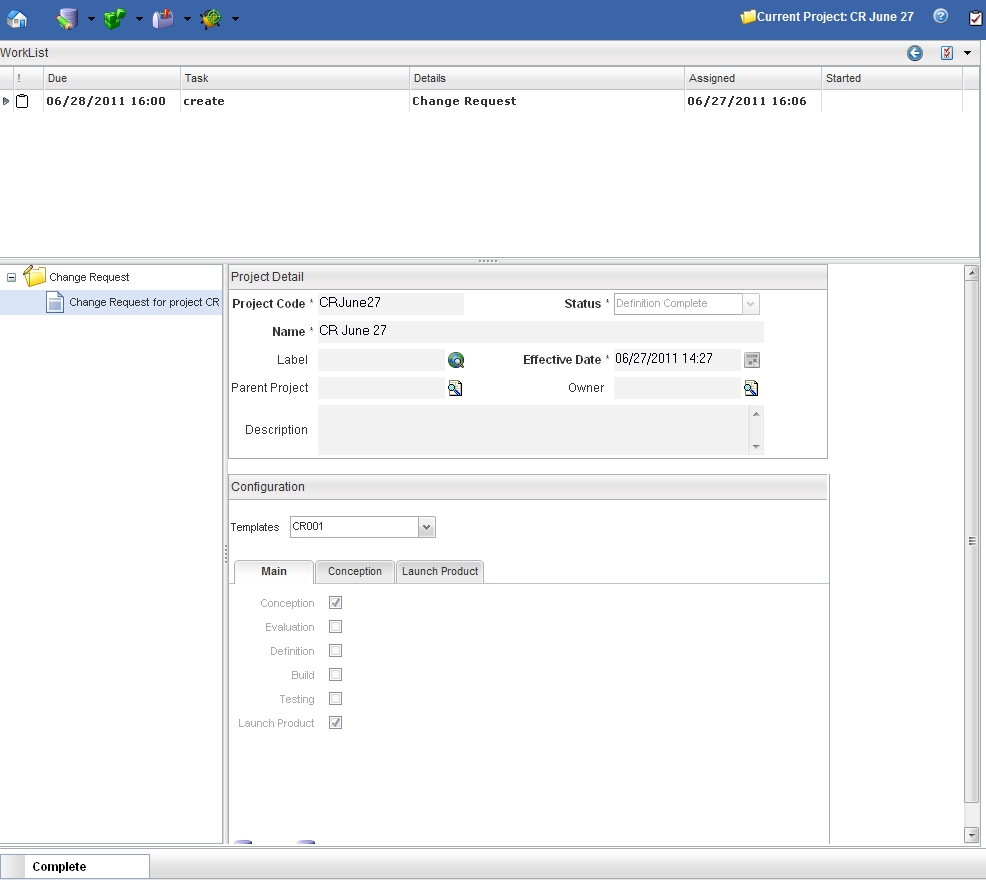 Current Project: CR June 27
WorkList
! Due Task Details Assigned Started
06/28/2011 16:00 create Change Request 06/27/2011 16:06
Change Request
Change Request for project CR
Project Detail
Project Code * CRJune27 Status * Definition Complete
Name * CR June 27
Label Effective Date * 06/27/2011 14:27
Parent Project Owner
Description
Configuration
Templates CR001
Main Conception Launch Product
Conception
Evaluation
Definition
Build
Testing
Launch Product
Complete